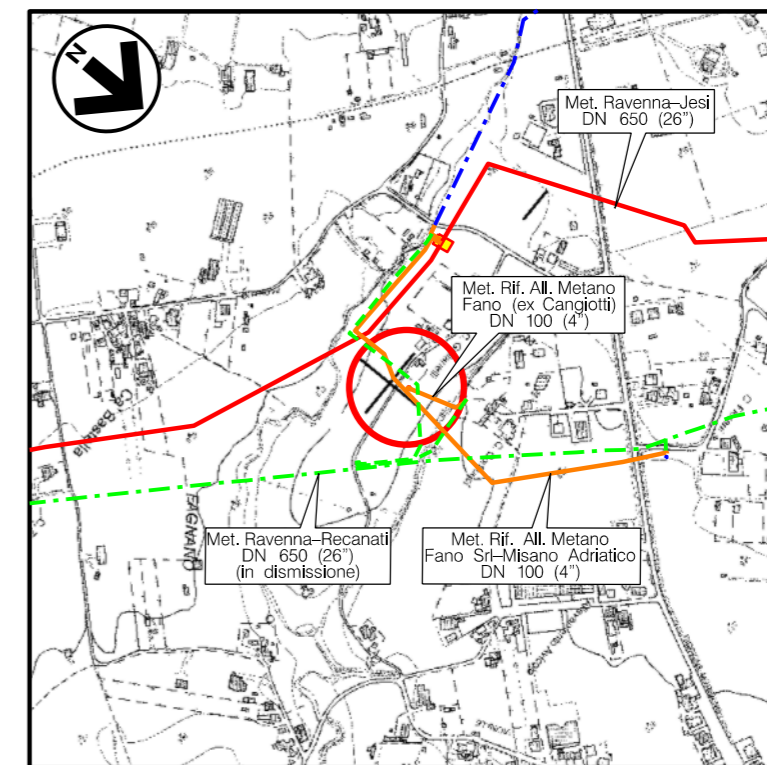 N
Met. Ravenna–Jesi
DN 650 (26")
Met. Rif. All. Metano
Fano (ex Cangiotti)
DN 100 (4")
Met. Ravenna–Recanati
DN 650 (26")
(in dismissione)
Met. Rif. All. Metano
Fano Srl–Misano Adriatico
DN 100 (4")
TAGNANO